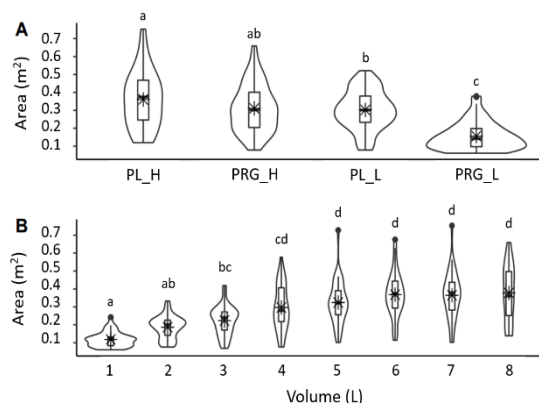 A
a ab b c
Area (m²)
0.7
0.6
0.5
0.4
0.3
0.2
0.1
PL_H PRG_H PL_L PRG_L
B
a ab bc cd d d d d
Area (m²)
0.7
0.6
0.5
0.4
0.3
0.2
0.1
1 2 3 4 5 6 7 8
Volume (L)